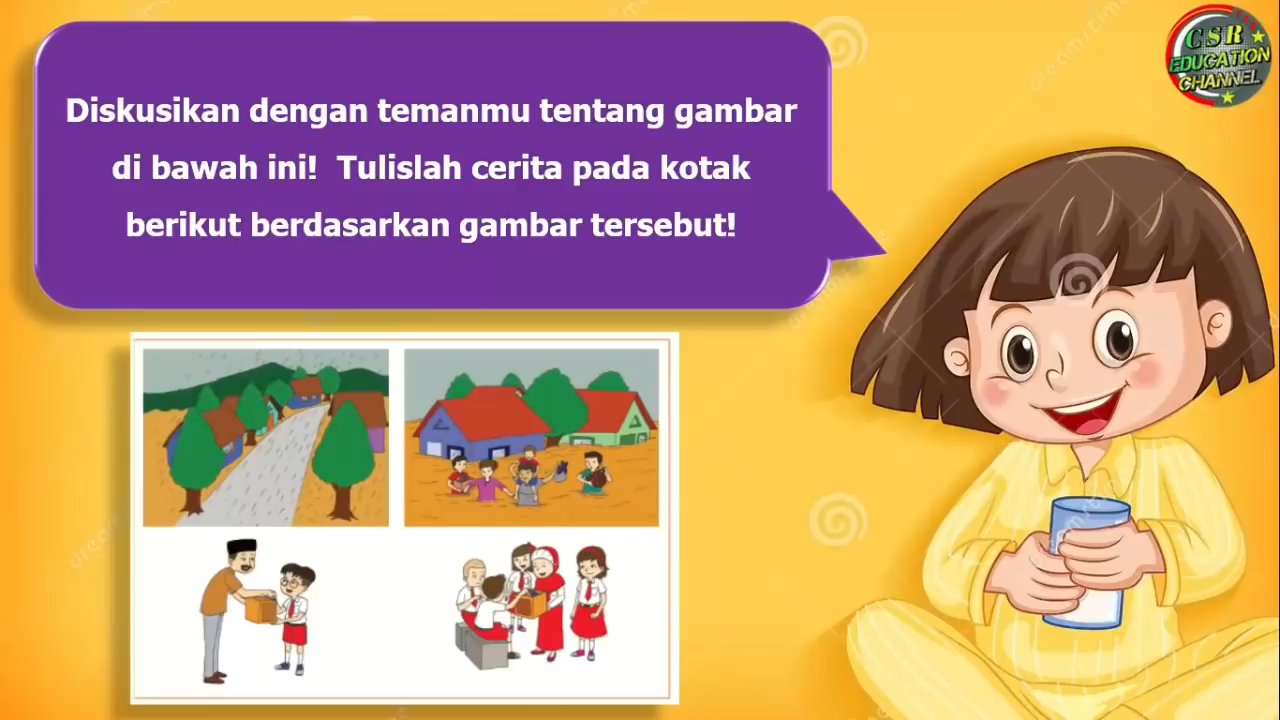 Diskusikan dengan temanmu tentang gambar
di bawah ini!  Tulislah cerita pada kotak
berikut berdasarkan gambar tersebut!
CSR
EDUCATION
CHANNEL